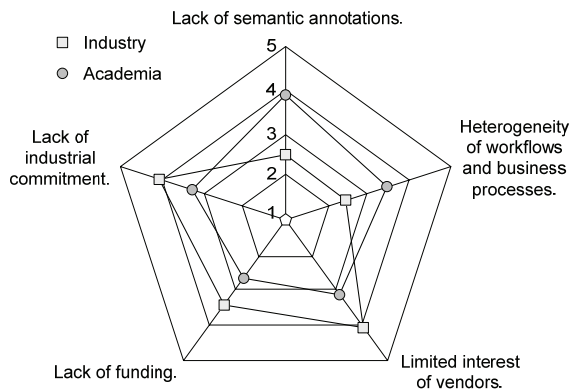 Lack of semantic annotations.
Industry
Academia
5
4
3
2
1
Heterogeneity
of workflows
and business
processes.
Lack of
industrial
commitment.
Lack of funding.
Limited interest
of vendors.